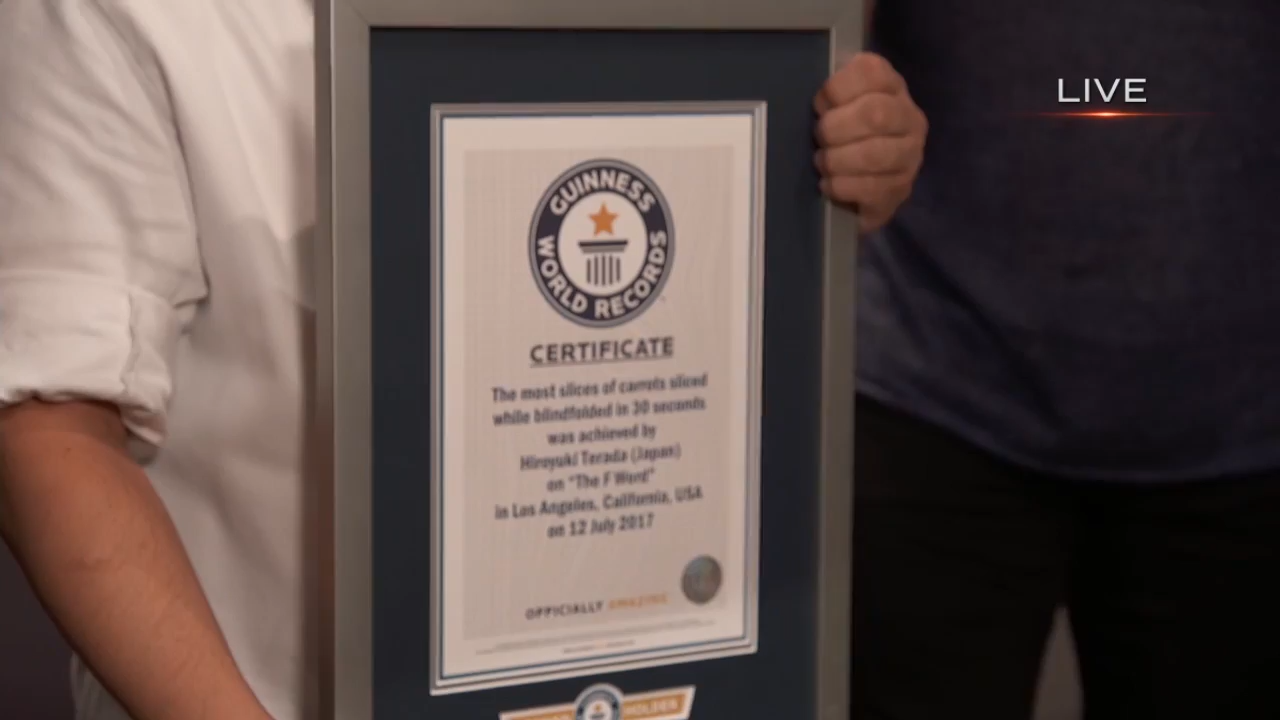 LIVE
GUINNESS
WORLD RECORDS
CERTIFICATE
The most slices of carrots sliced
while blindfolded in 30 seconds
was achieved by
Hiroyuki Terada (Japan)
on "The F Word"
in Los Angeles, California, USA
on 12 July 2017
OFFICIALLY AMAZING
HOLDER